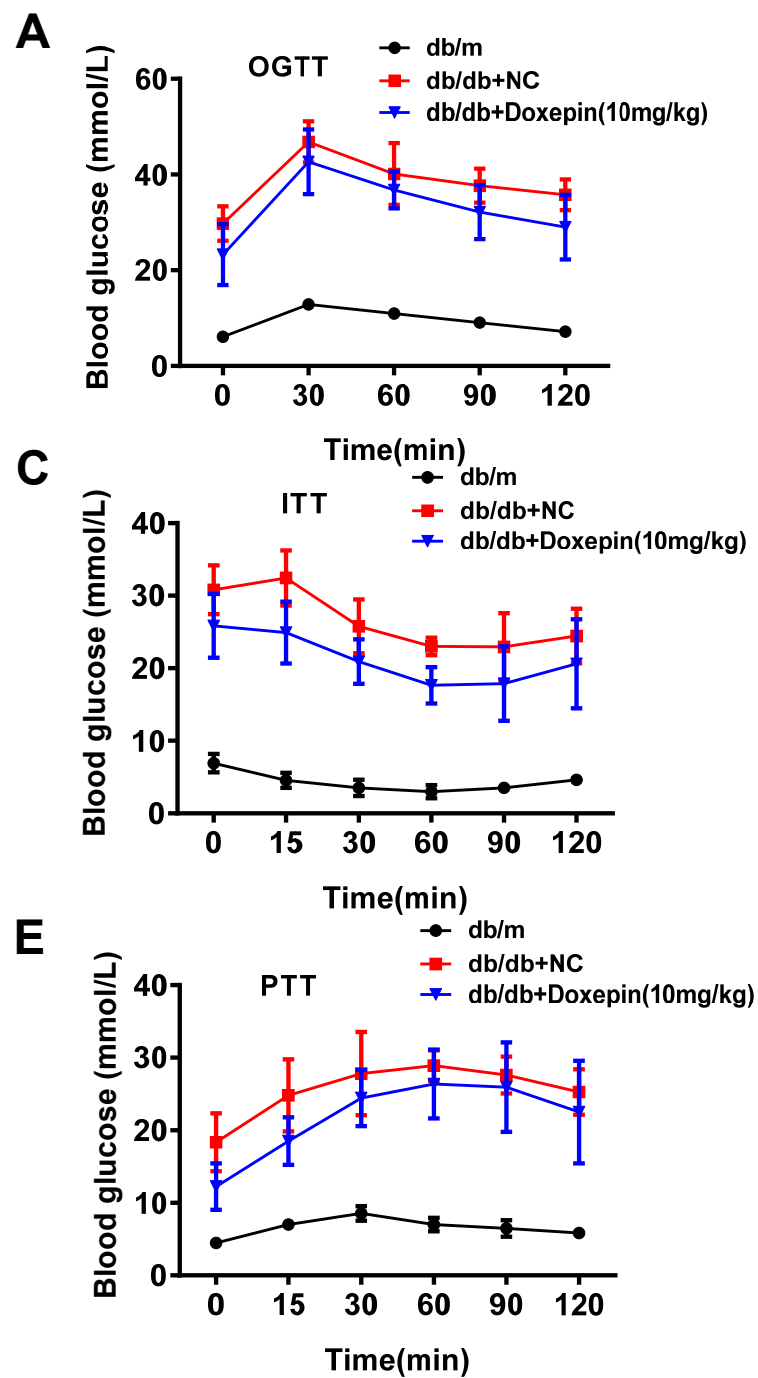 A
OGTT
db/m
db/db+NC
db/db+Doxepin(10mg/kg)
Blood glucose (mmol/L)
60
40
20
0
0 30 60 90 120
Time(min)
C
ITT
db/m
db/db+NC
db/db+Doxepin(10mg/kg)
Blood glucose (mmol/L)
40
30
20
10
0
0 15 30 60 90 120
Time(min)
E
PTT
db/m
db/db+NC
db/db+Doxepin(10mg/kg)
Blood glucose (mmol/L)
40
30
20
10
0
0 15 30 60 90 120
Time(min)